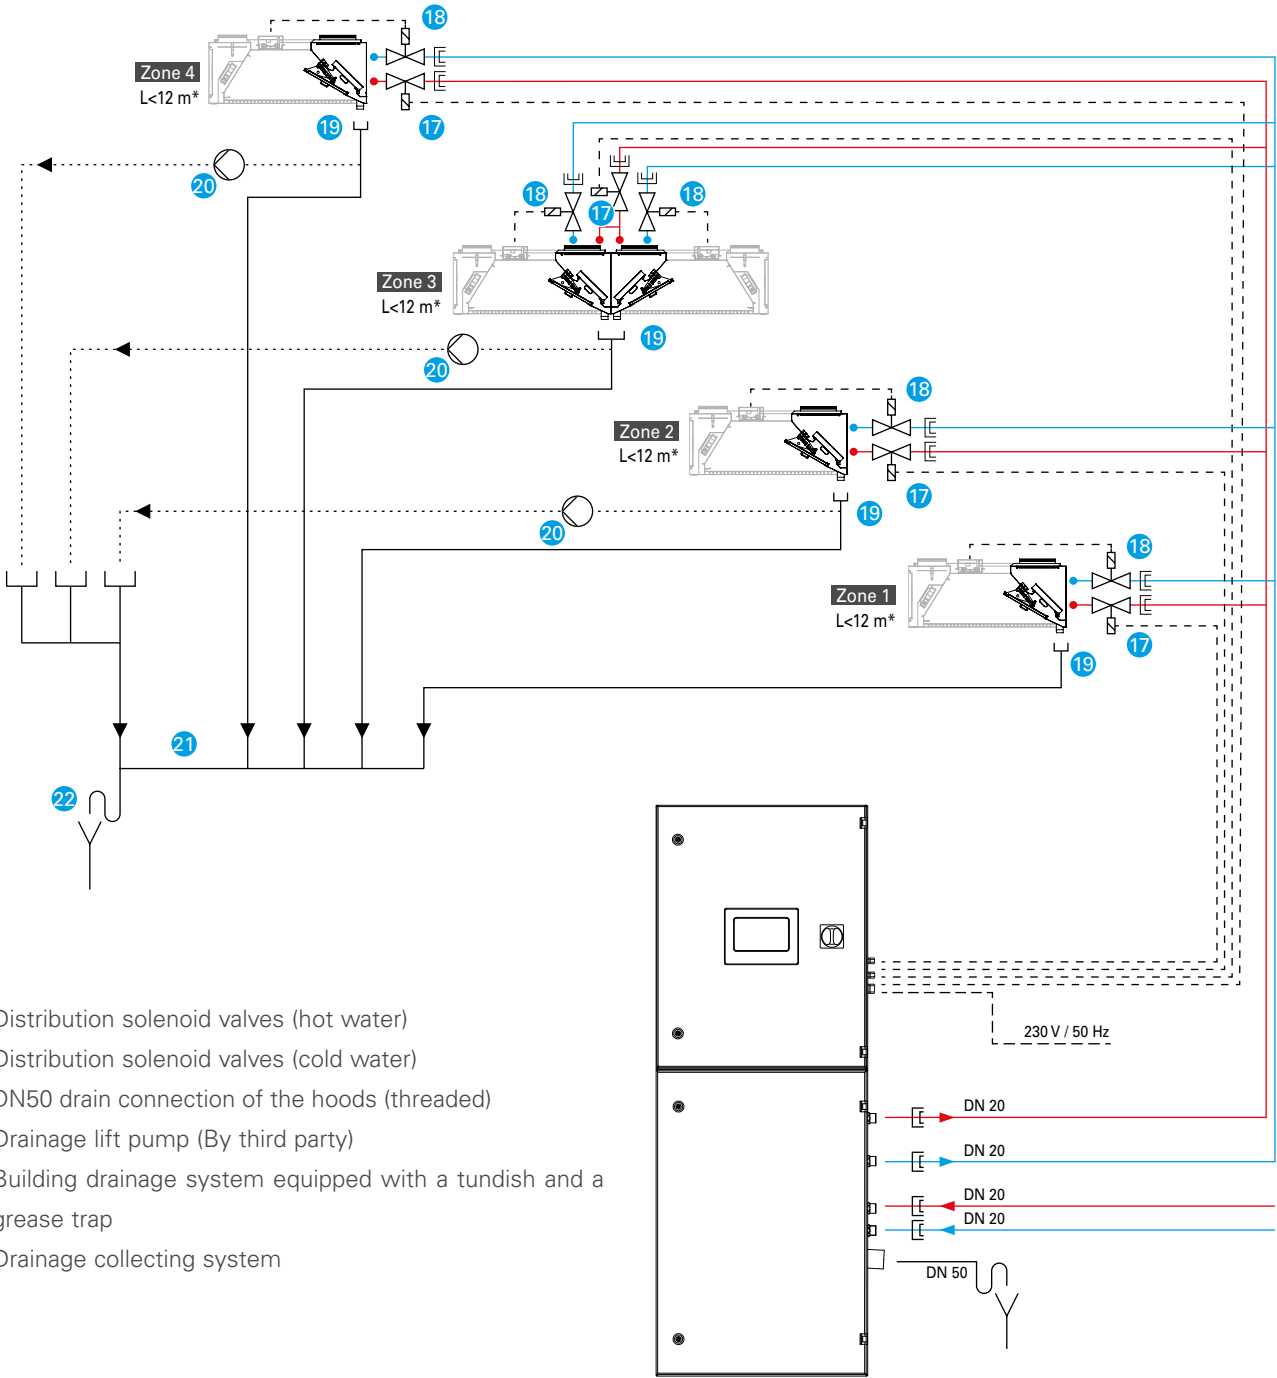 18
Zone 4
L<12 m*
19
17
20
18
17
18
Zone 3
L<12 m*
19
20
18
Zone 2
L<12 m*
17
19
20
18
Zone 1
L<12 m*
17
19
21
22
Distribution solenoid valves (hot water)
Distribution solenoid valves (cold water)
DN50 drain connection of the hoods (threaded)
Drainage lift pump (By third party)
Building drainage system equipped with a tundish and a
grease trap
Drainage collecting system
230 V / 50 Hz
DN 20
DN 20
DN 20
DN 20
DN 50